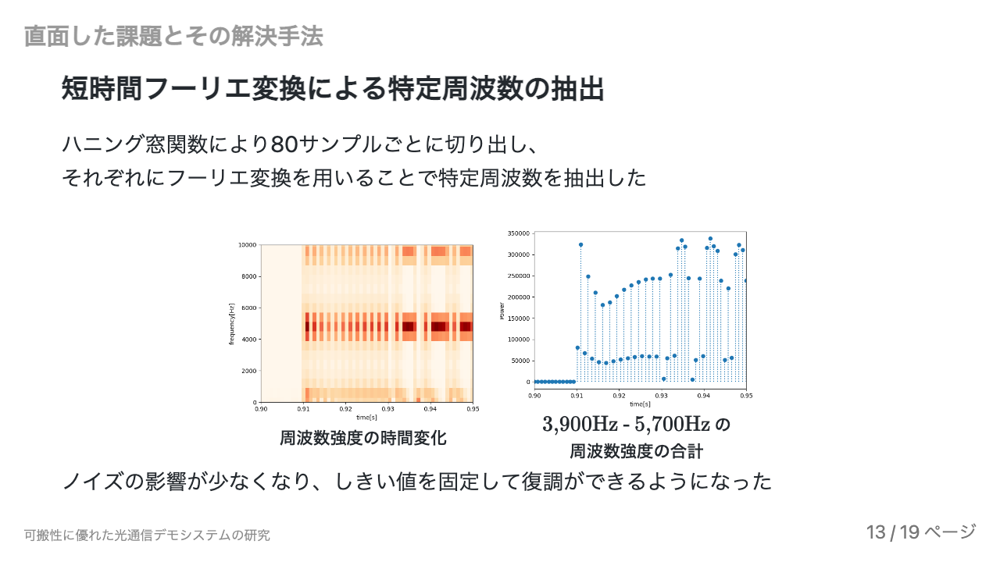 直面した課題とその解決手法
短時間フーリエ変換による特定周波数の抽出
ハニング窓関数により80サンプルごとに切り出し、
それぞれにフーリエ変換を用いることで特定周波数を抽出した
10000
8000
6000
4000
2000
0
frequency[Hz]
0.90 0.91 0.92 0.93 0.94 0.95
time[s]
周波数強度の時間変化
350000
300000
250000
200000
150000
100000
50000
0
Power
0.90 0.91 0.92 0.93 0.94 0.95
time[s]
3,900Hz - 5,700Hz の
周波数強度の合計
ノイズの影響が少なくなり、しきい値を固定して復調ができるようになった
可搬性に優れた光通信デモシステムの研究
13 / 19 ページ